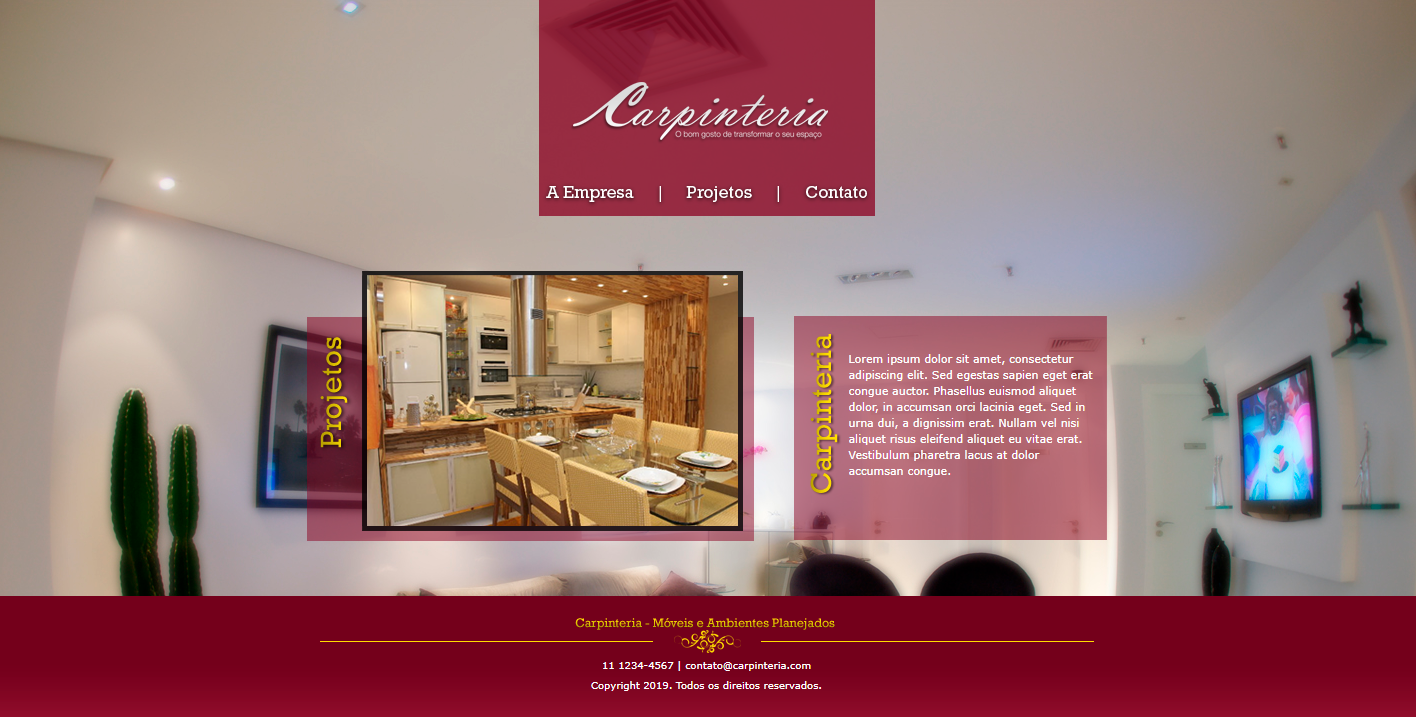 Carpinteria
O bom gosto de transformar o seu espaço
A Empresa | Projetos | Contato
Projetos
Carpinteria
Lorem ipsum dolor sit amet, consectetur
adipiscing elit. Sed egestas sapien eget erat
congue auctor. Phasellus euismod aliquet
dolor, in accumsan orci lacinia eget. Sed in
urna dui, a dignissim erat. Nullam vel nisi
aliquet risus eleifend aliquet eu vitae erat.
Vestibulum pharetra lacus at dolor
accumsan congue.
Carpinteria - Móveis e Ambientes Planejados
11 1234-4567 | contato@carpinteria.com
Copyright 2019. Todos os direitos reservados.